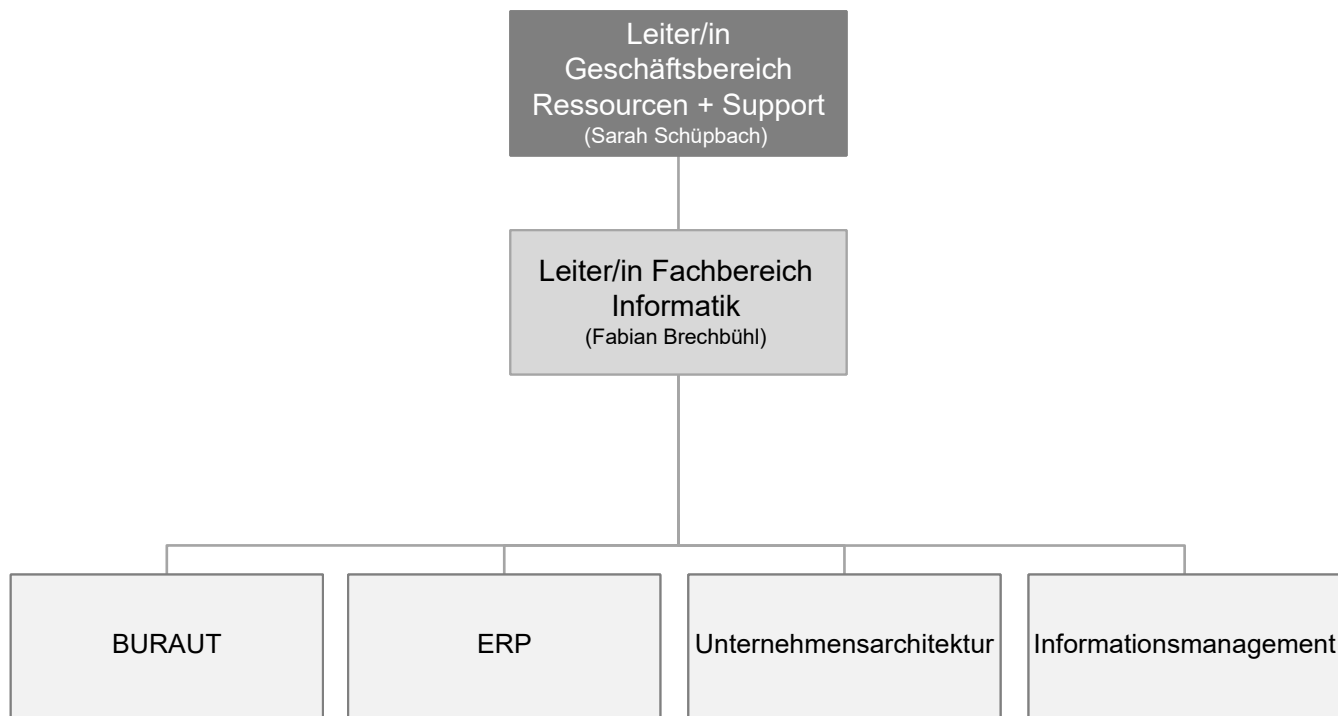 Leiter/in
Geschäftsbereich
Ressourcen + Support
(Sarah Schüpbach)
Leiter/in Fachbereich
Informatik
(Fabian Brechbühl)
BURAUT
ERP
Unternehmensarchitektur
Informationsmanagement